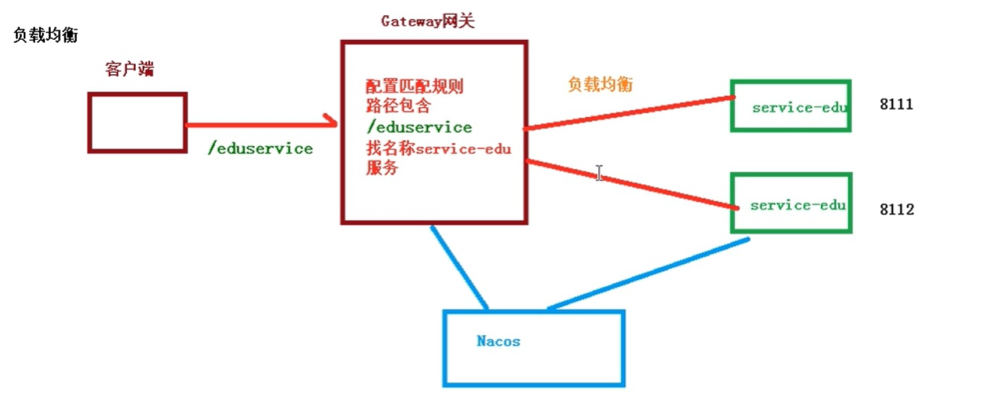 负载均衡
Gateway网关
客户端
/eduservice
配置匹配规则
路径包含
/eduservice
找名称service-edu
服务
负载均衡
service-edu
8111
service-edu
8112
Nacos